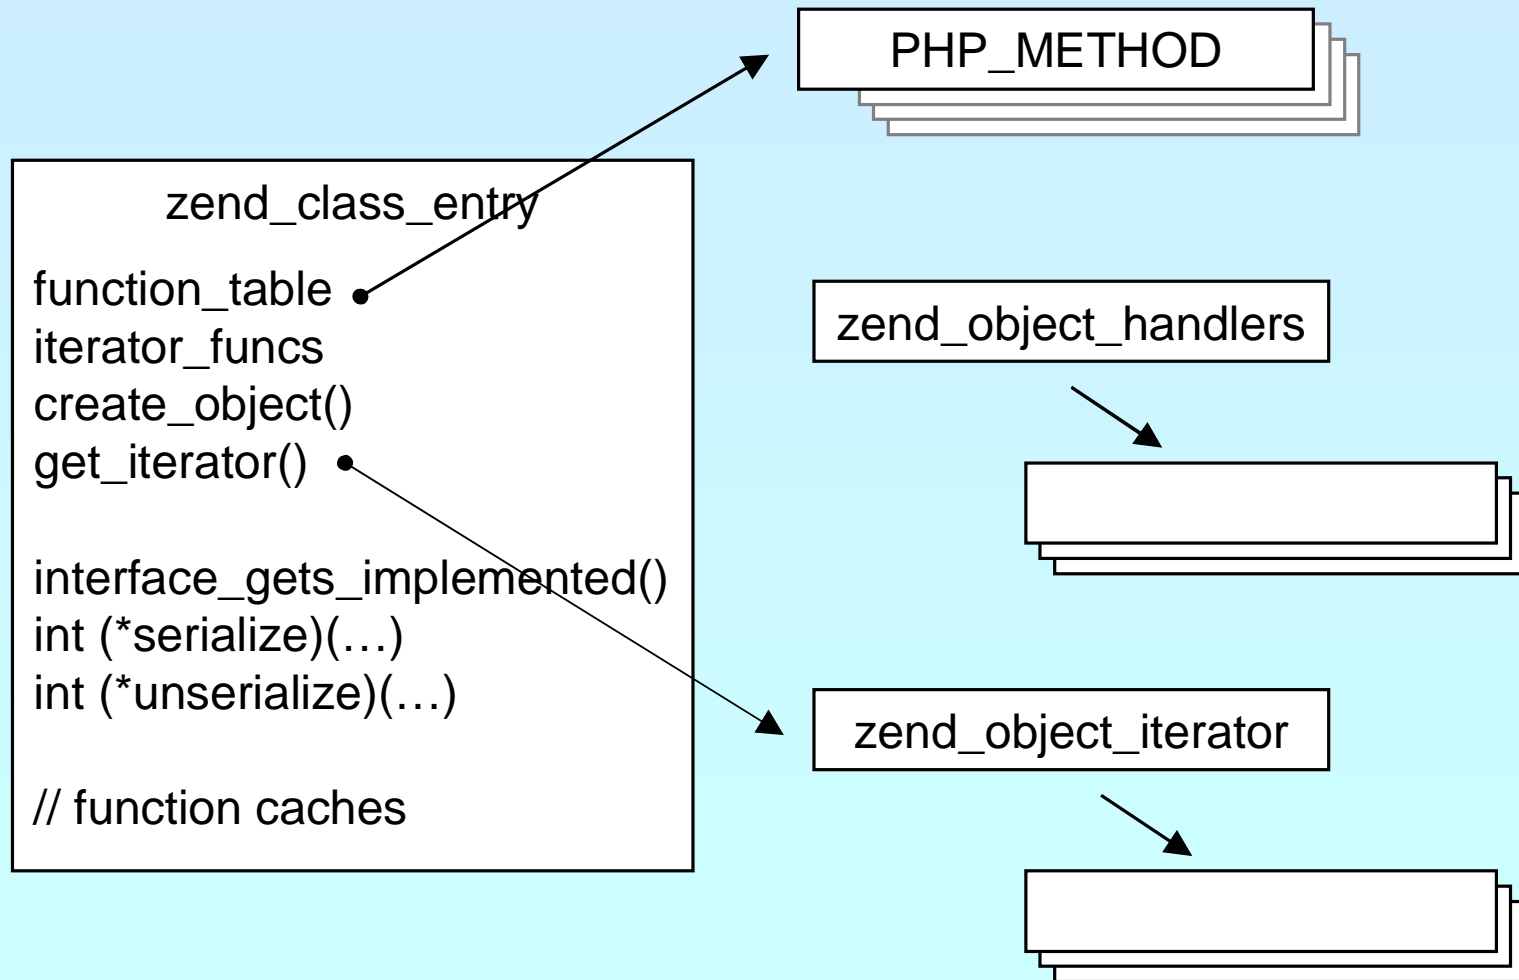 PHP_METHOD
zend_class_entry
function_table
iterator_funcs
create_object()
get_iterator()
interface_gets_implemented()
int (*serialize)(…)
int (*unserialize)(…)
// function caches
zend_object_handlers
zend_object_iterator